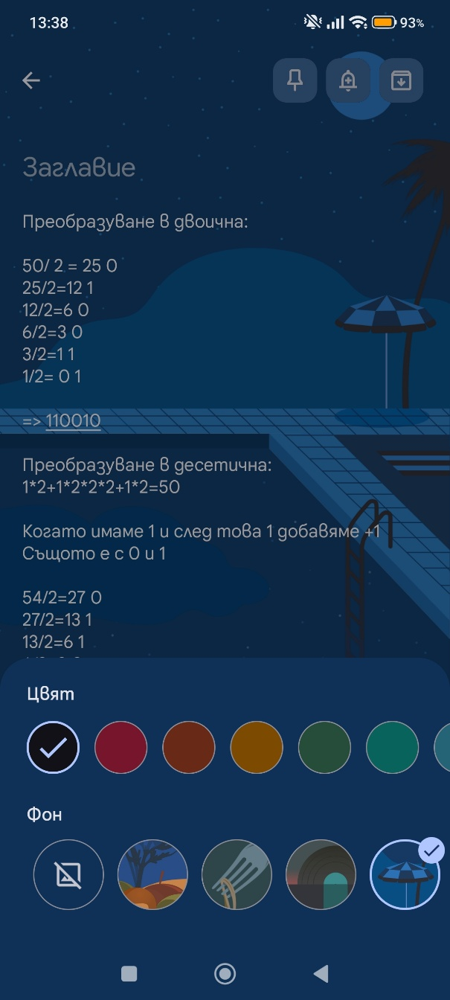 13:38
93%
Заглавие
Преобразуване в двоична:
50/ 2 = 25 0
25/2=12 1
12/2=6 0
6/2=3 0
3/2=1 1
1/2= 0 1
=> 110010
Преобразуване в десетична:
1*2+1*2*2*2+1*2=50
Когато имаме 1 и след това 1 добавяме +1
Същото е с 0 и 1
54/2=27 0
27/2=13 1
13/2=6 1
Цвят
Фон